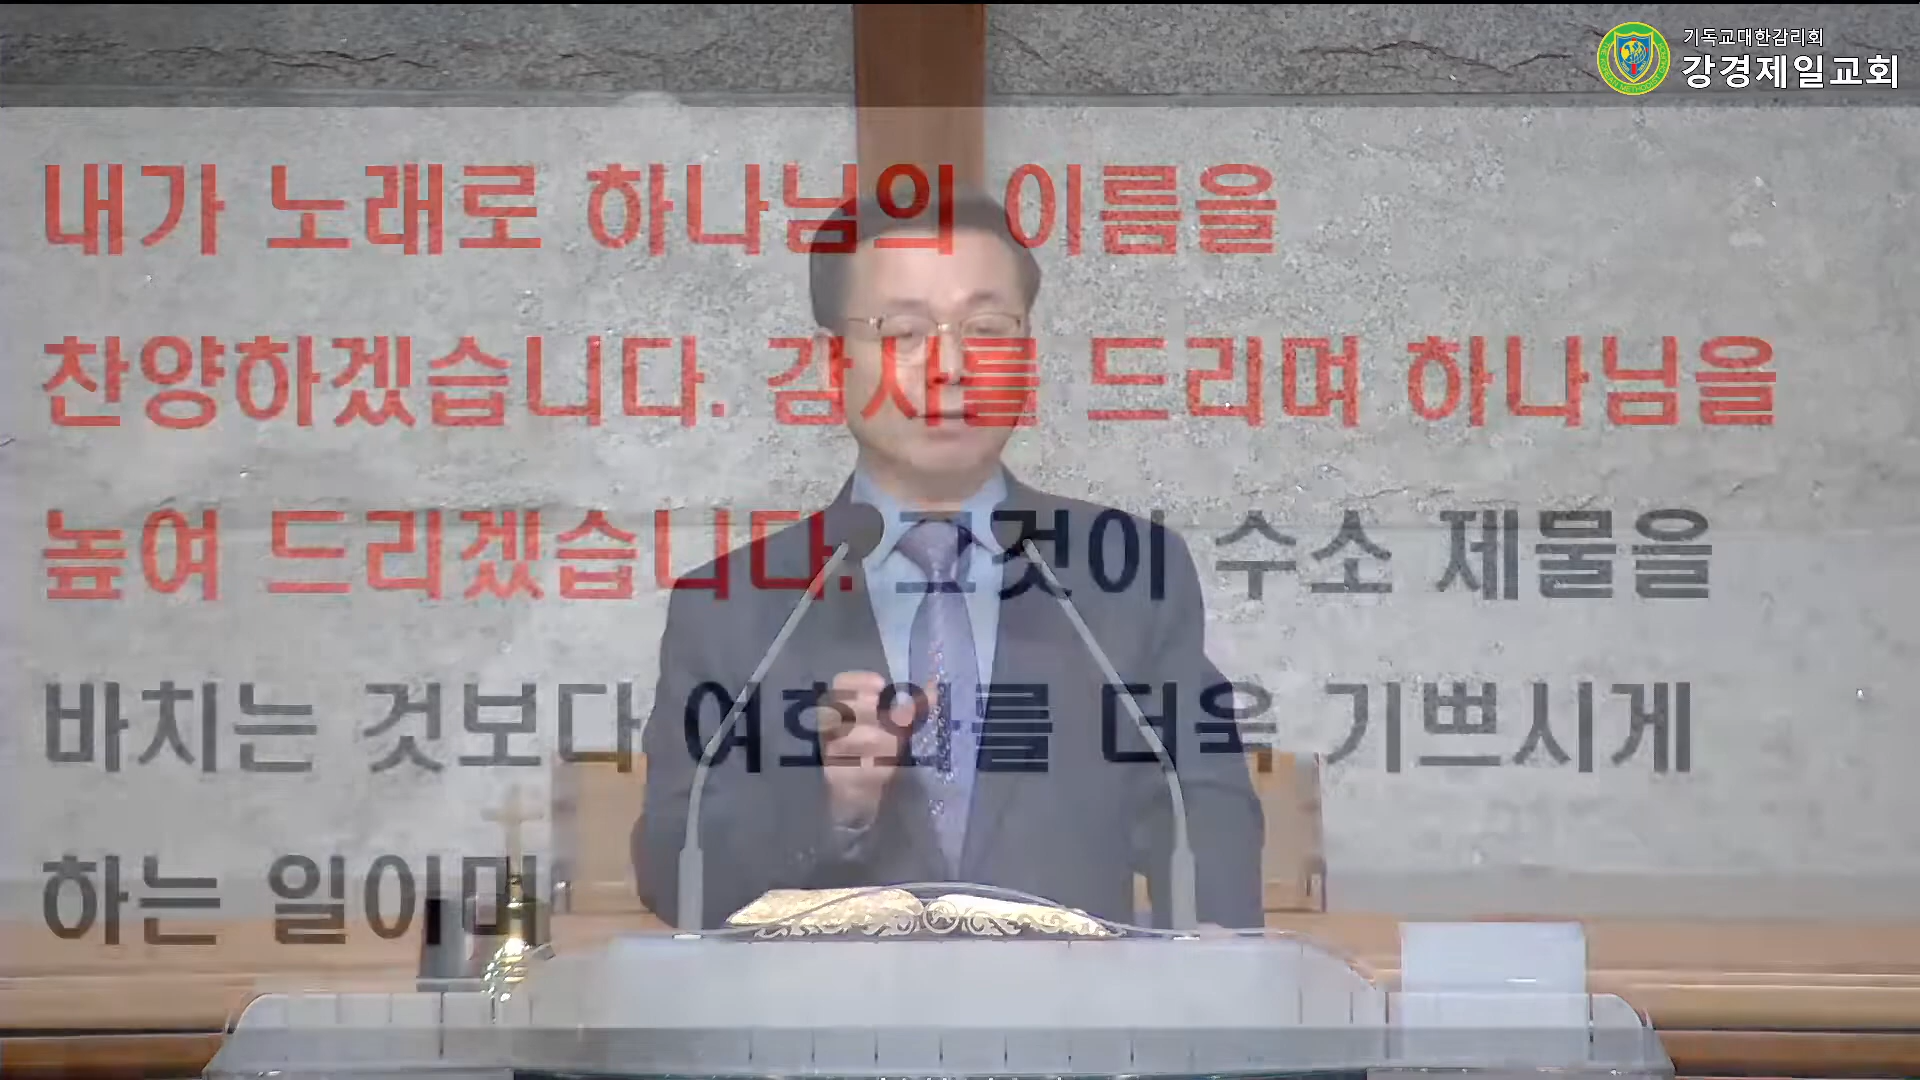 기독교대한감리회
강경제일교회
내가 노래로 하나님의 이름을
찬양하겠습니다. 감사를 드리며 하나님을
높여 드리겠습니다. 그것이 수소 제물을
바치는 것보다 여호와를 더욱 기쁘시게
하는 일이며